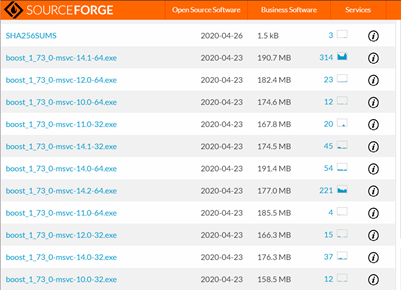 SOURCEFORGE Open Source Software Business Software Services
SHA256SUMS 2020-04-26 1.5 kB 3
boost_1_73_0-msvc-14.1-64.exe 2020-04-23 190.7 MB 314
boost_1_73_0-msvc-12.0-64.exe 2020-04-23 182.4 MB 23
boost_1_73_0-msvc-10.0-64.exe 2020-04-23 174.6 MB 12
boost_1_73_0-msvc-11.0-32.exe 2020-04-23 167.8 MB 20
boost_1_73_0-msvc-14.1-32.exe 2020-04-23 174.5 MB 45
boost_1_73_0-msvc-14.0-64.exe 2020-04-23 191.4 MB 54
boost_1_73_0-msvc-14.2-64.exe 2020-04-23 177.0 MB 221
boost_1_73_0-msvc-11.0-64.exe 2020-04-23 185.5 MB 4
boost_1_73_0-msvc-12.0-32.exe 2020-04-23 166.3 MB 15
boost_1_73_0-msvc-14.0-32.exe 2020-04-23 176.3 MB 37
boost_1_73_0-msvc-10.0-32.exe 2020-04-23 158.5 MB 12